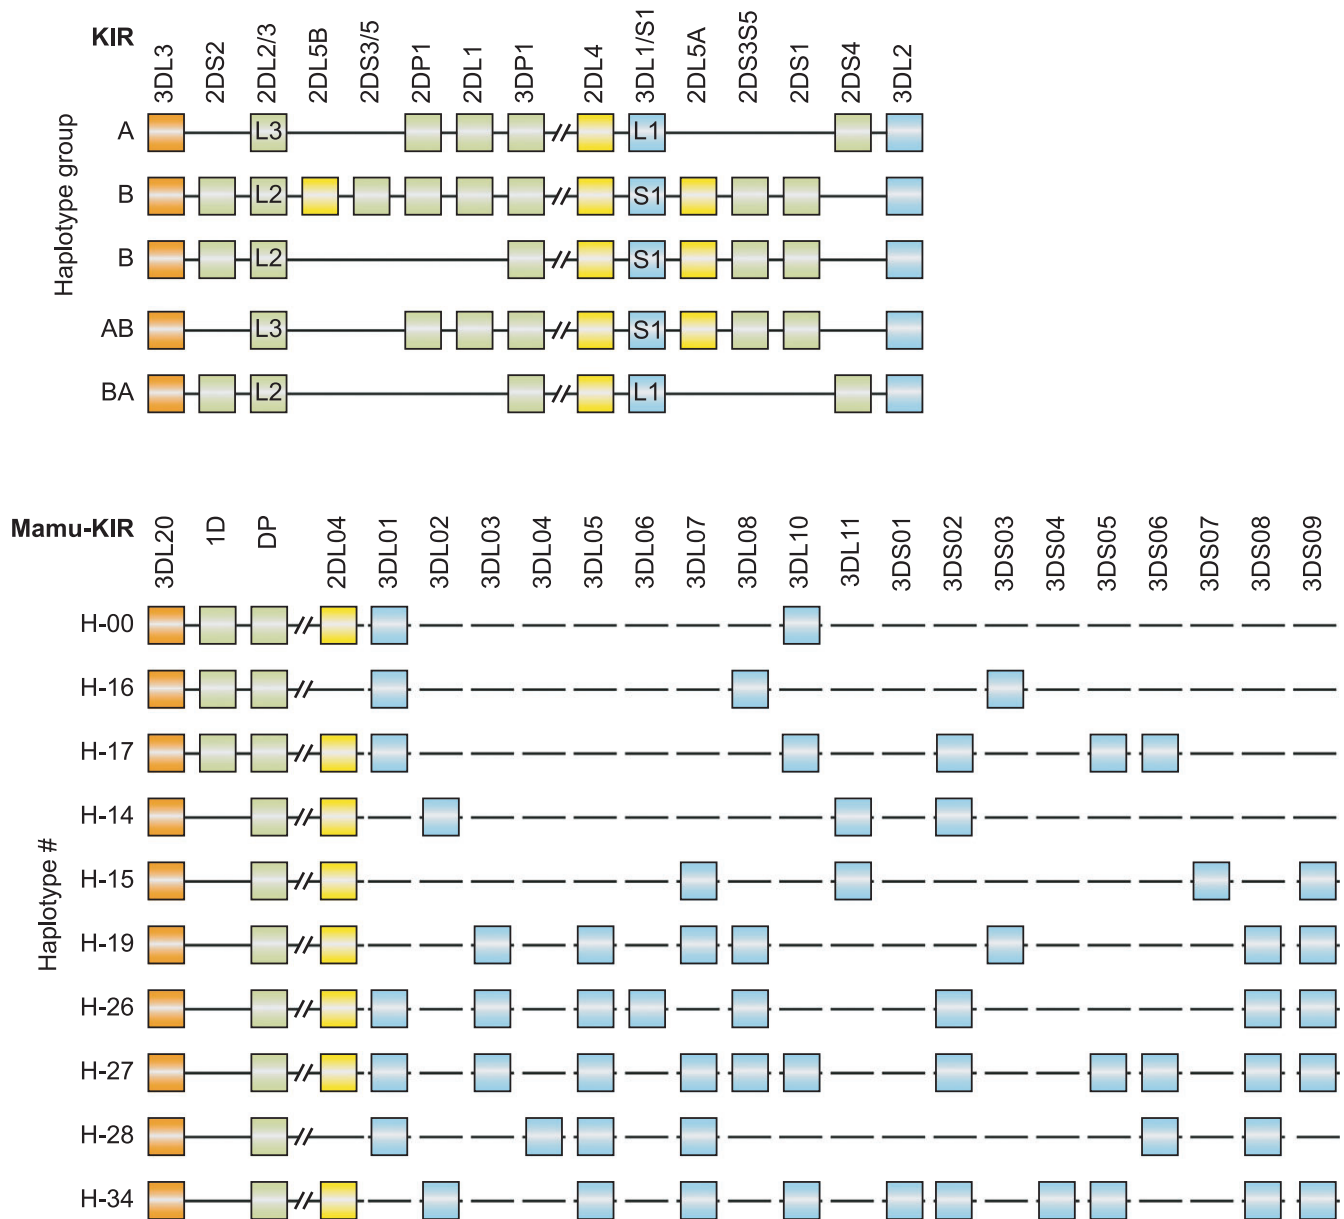 KIR 3DL3 2DS2 2DL2/3 2DL5B 2DS3/5 2DP1 2DL1 3DP1 2DL4 3DL1/S1 2DL5A 2DS3S5 2DS1 2DS4 3DL2
Haplotype group
A L3 L1
B L2 S1
B L2 S1
AB L3 S1
BA L2 L1
Mamu-KIR 3DL20 1D DP 2DL04 3DL01 3DL02 3DL03 3DL04 3DL05 3DL06 3DL07 3DL08 3DL10 3DL11 3DS01 3DS02 3DS03 3DS04 3DS05 3DS06 3DS07 3DS08 3DS09
Haplotype #
H-00
H-16
H-17
H-14
H-15
H-19
H-26
H-27
H-28
H-34